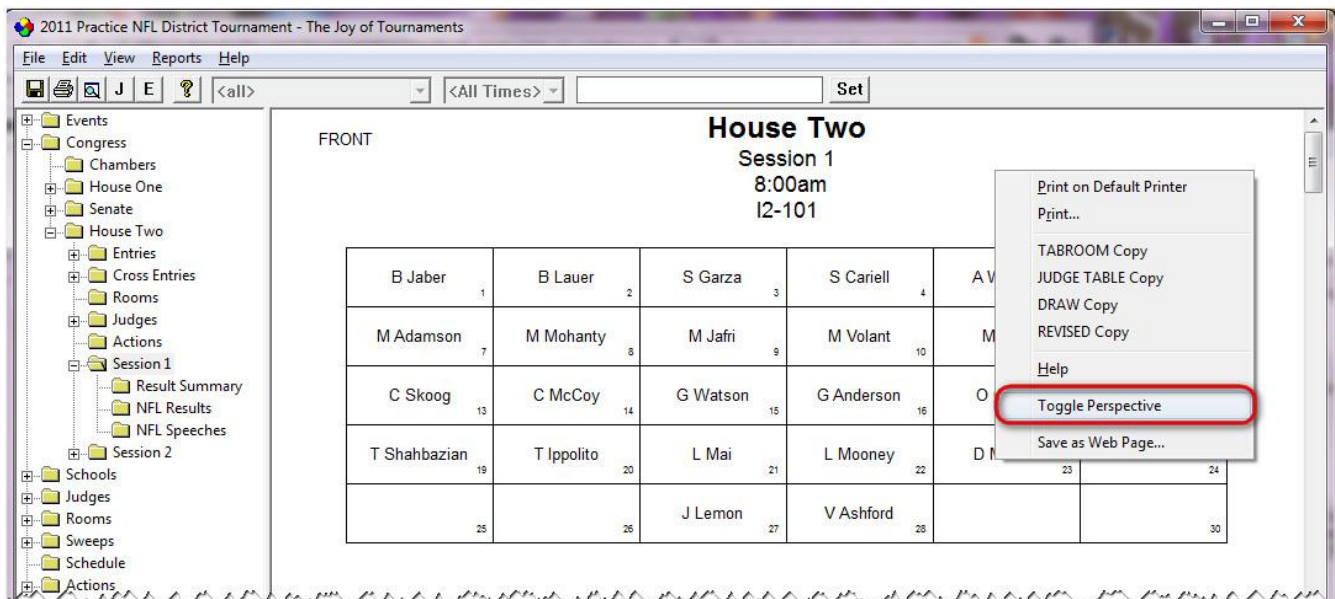 2011 Practice NFL District Tournament - The Joy of Tournaments
File Edit View Reports Help
J E ? <all> <All Times> Set
Events
Congress
Chambers
House One
Senate
House Two
Entries
Cross Entries
Rooms
Judges
Actions
Session 1
Result Summary
NFL Results
NFL Speeches
Session 2
Schools
Judges
Rooms
Sweeps
Schedule
Actions
FRONT
House Two
Session 1
8:00am
I2-101
B Jaber 1 B Lauer 2 S Garza 3 S Cariell 4 A
M Adamson 7 M Mohanty 8 M Jafri 9 M Volant 10 M
C Skoog 13 C McCoy 14 G Watson 15 G Anderson 16 O
T Shahbazian 19 T Ippolito 20 L Mai 21 L Mooney 22 D 23 24
25 26 J Lemon 27 V Ashford 28 30
Print on Default Printer
Print...
TABROOM Copy
JUDGE TABLE Copy
DRAW Copy
REVISED Copy
Help
Toggle Perspective
Save as Web Page...